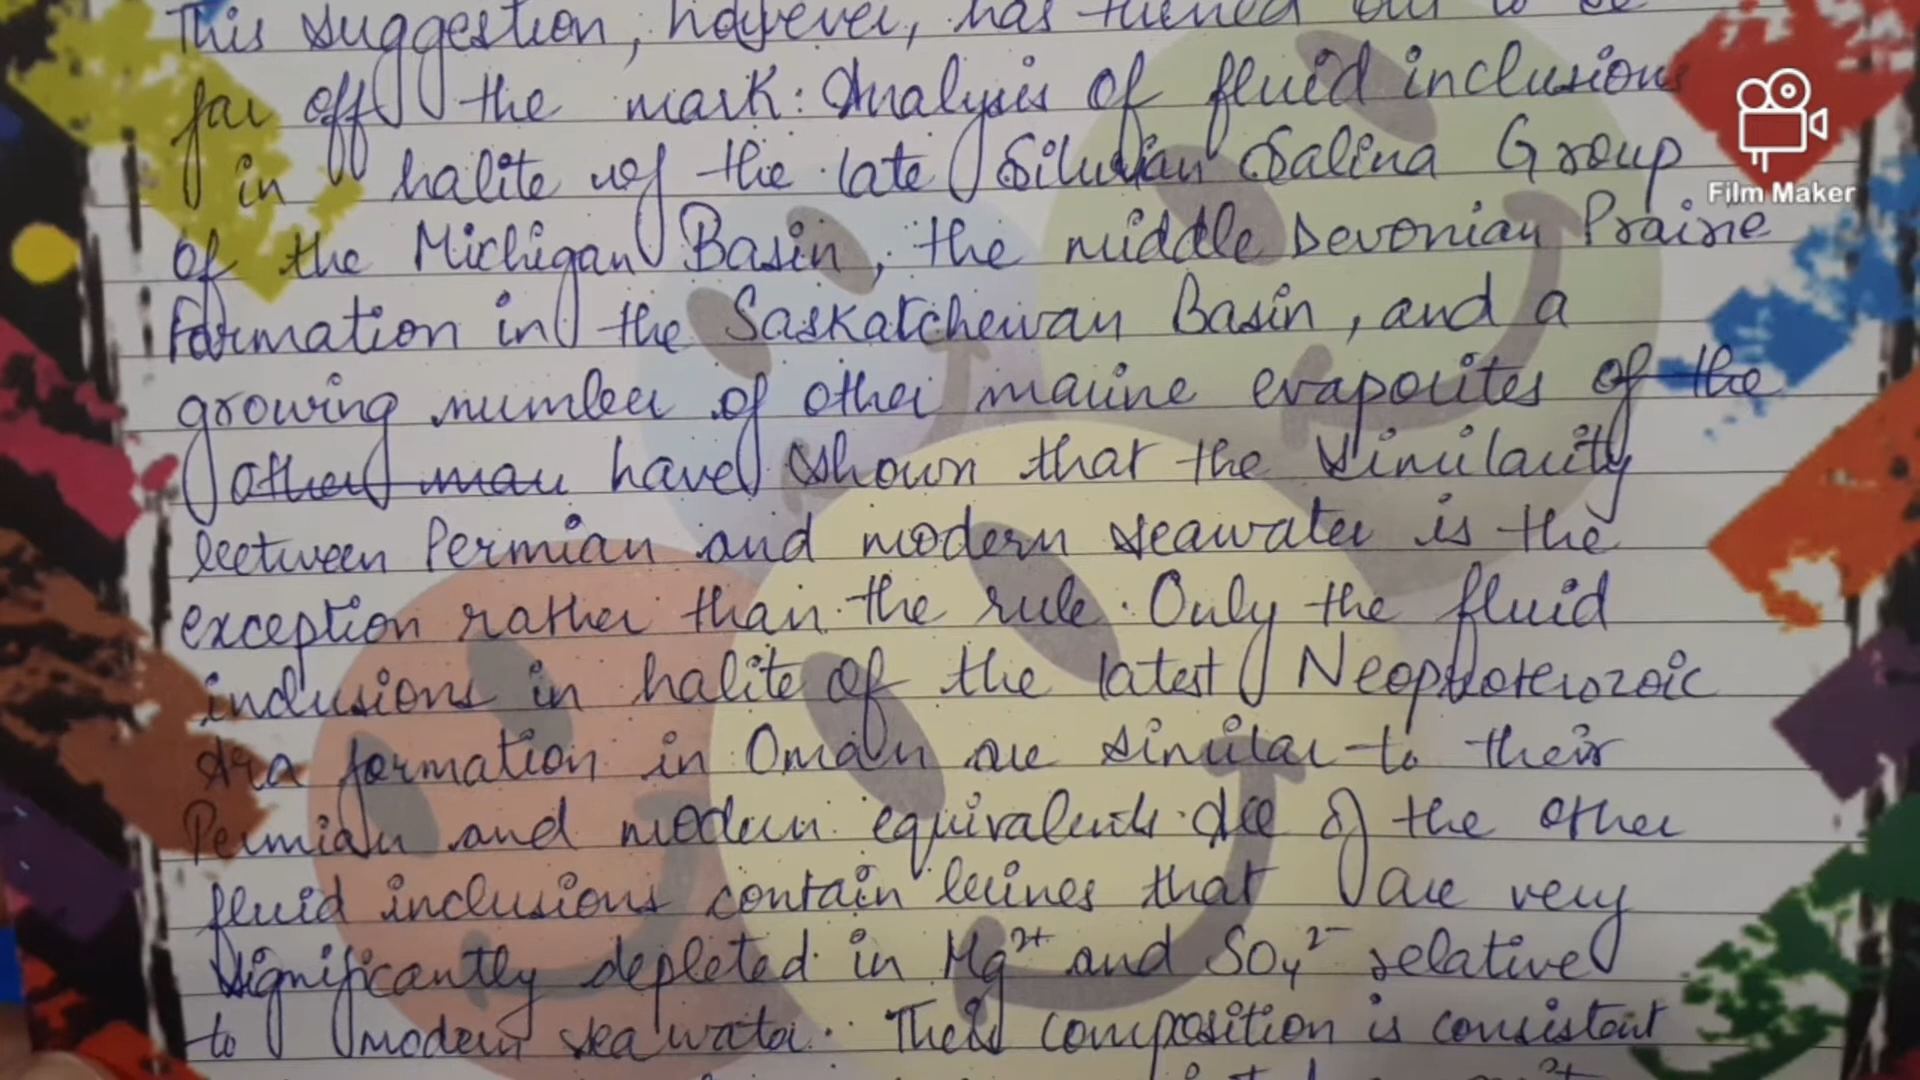 This suggestion, however, has turned out to be
far off the mark: Analysis of fluid inclusions
in halite of the late Silurian Salina Group
of the Michigan Basin, the middle Devonian Prairie
Formation in the Saskatchewan Basin, and a
growing number of other marine evaporites of the
other mar have shown that the similarity
between Permian and modern seawater is the
exception rather than the rule. Only the fluid
inclusions in halite of the latest Neoproterozoic
Ara formation in Oman are similar to their
Permian and modern equivalents. All of the other
fluid inclusions contain brines that are very
significantly depleted in Mg²⁺ and SO₄²⁻ relative
to modern sea water. Their composition is consistent
Film Maker